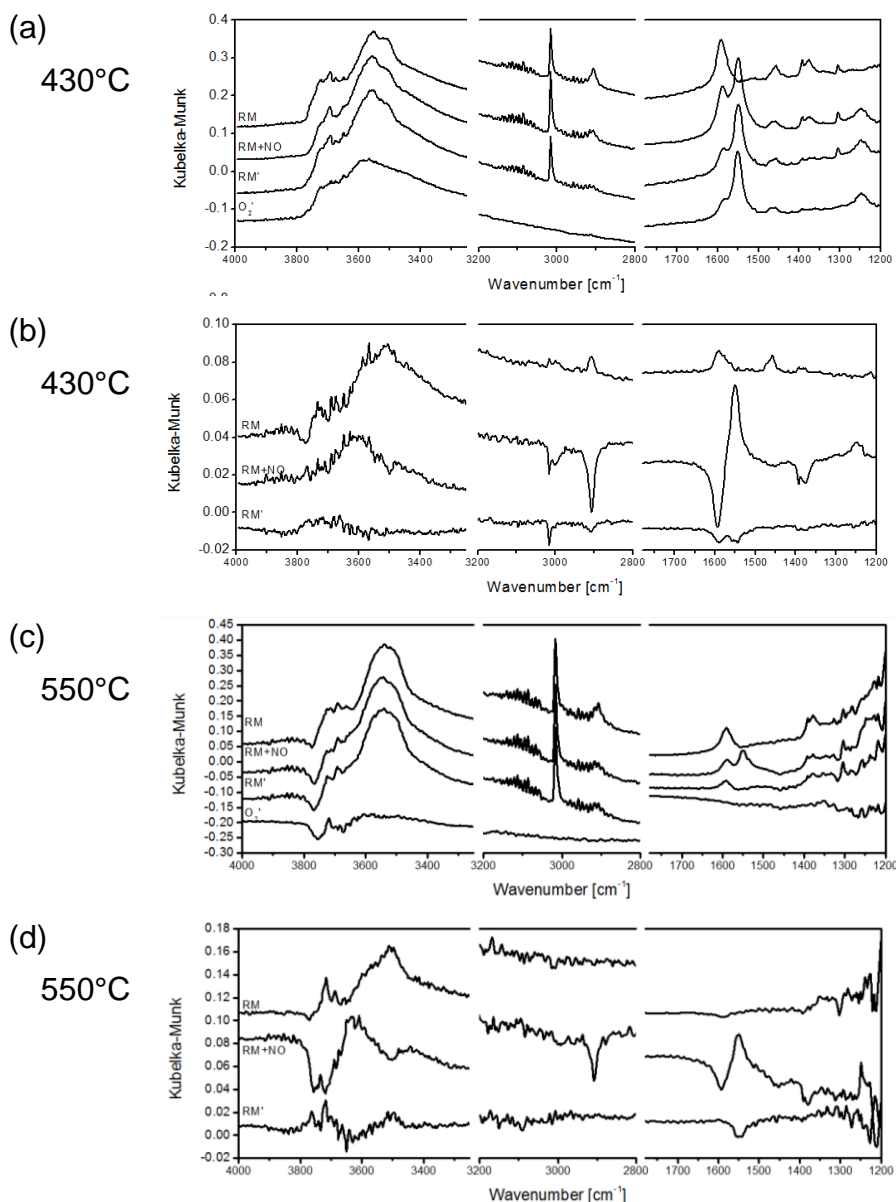 (a)
430°C
Kubelka-Munk
0.4
0.3
0.2
0.1
0.0
-0.1
-0.2
RM
RM+NO
RM'
O2'
4000 3800 3600 3400 3200 3000 2800 1700 1600 1500 1400 1300 1200
Wavenumber [cm-1]
(b)
430°C
Kubelka-Munk
0.10
0.08
0.06
0.04
0.02
0.00
-0.02
RM
RM+NO
RM'
4000 3800 3600 3400 3200 3000 2800 1700 1600 1500 1400 1300 1200
Wavenumber [cm-1]
(c)
550°C
Kubelka-Munk
0.45
0.40
0.35
0.30
0.25
0.20
0.15
0.10
0.05
0.00
-0.05
-0.10
-0.15
-0.20
-0.25
-0.30
RM
RM+NO
RM'
O2'
4000 3800 3600 3400 3200 3000 2800 1700 1600 1500 1400 1300 1200
Wavenumber [cm-1]
(d)
550°C
Kubelka-Munk
0.18
0.16
0.14
0.12
0.10
0.08
0.06
0.04
0.02
0.00
-0.02
RM
RM+NO
RM'
4000 3800 3600 3400 3200 3000 2800 1700 1600 1500 1400 1300 1200
Wavenumber [cm-1]